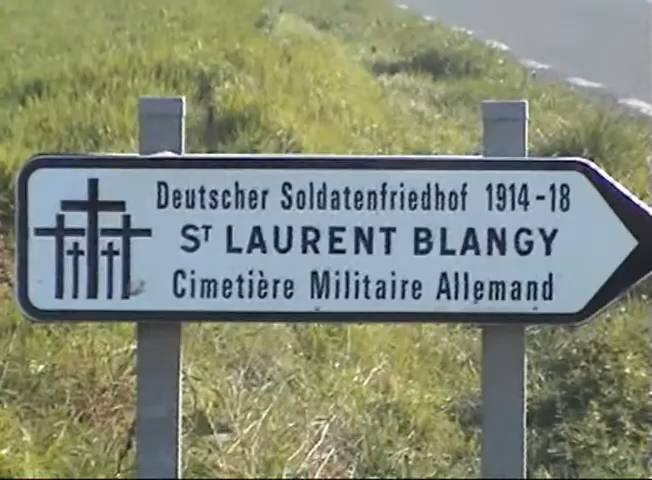 Deutscher Soldatenfriedhof 1914-18
ST LAURENT BLANGY
Cimetière Militaire Allemand